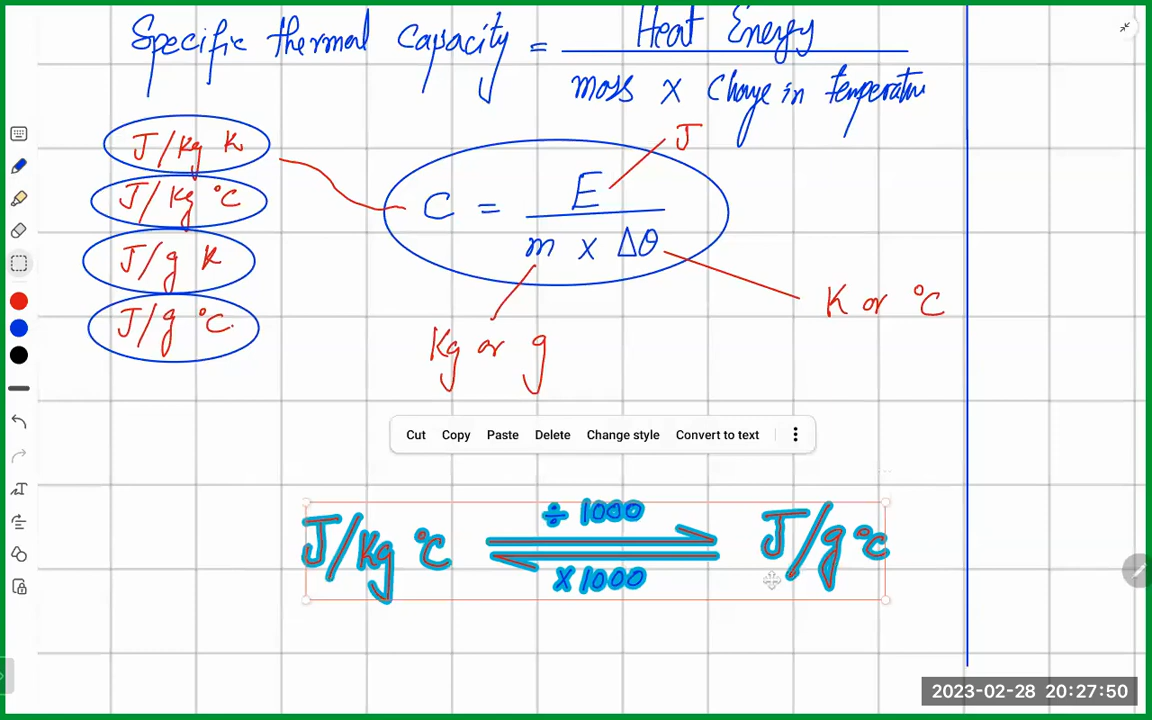 Specific thermal capacity = Heat Energy
moss x change in temperature
J/kg K
J/kg °C
J/g K
J/g °C.
C = E
m x Δθ
J
K or °C
Kg or g
Cut Copy Paste Delete Change style Convert to text
÷ 1000
J/Kg °C J/g °C
x 1000
2023-02-28 20:27:50